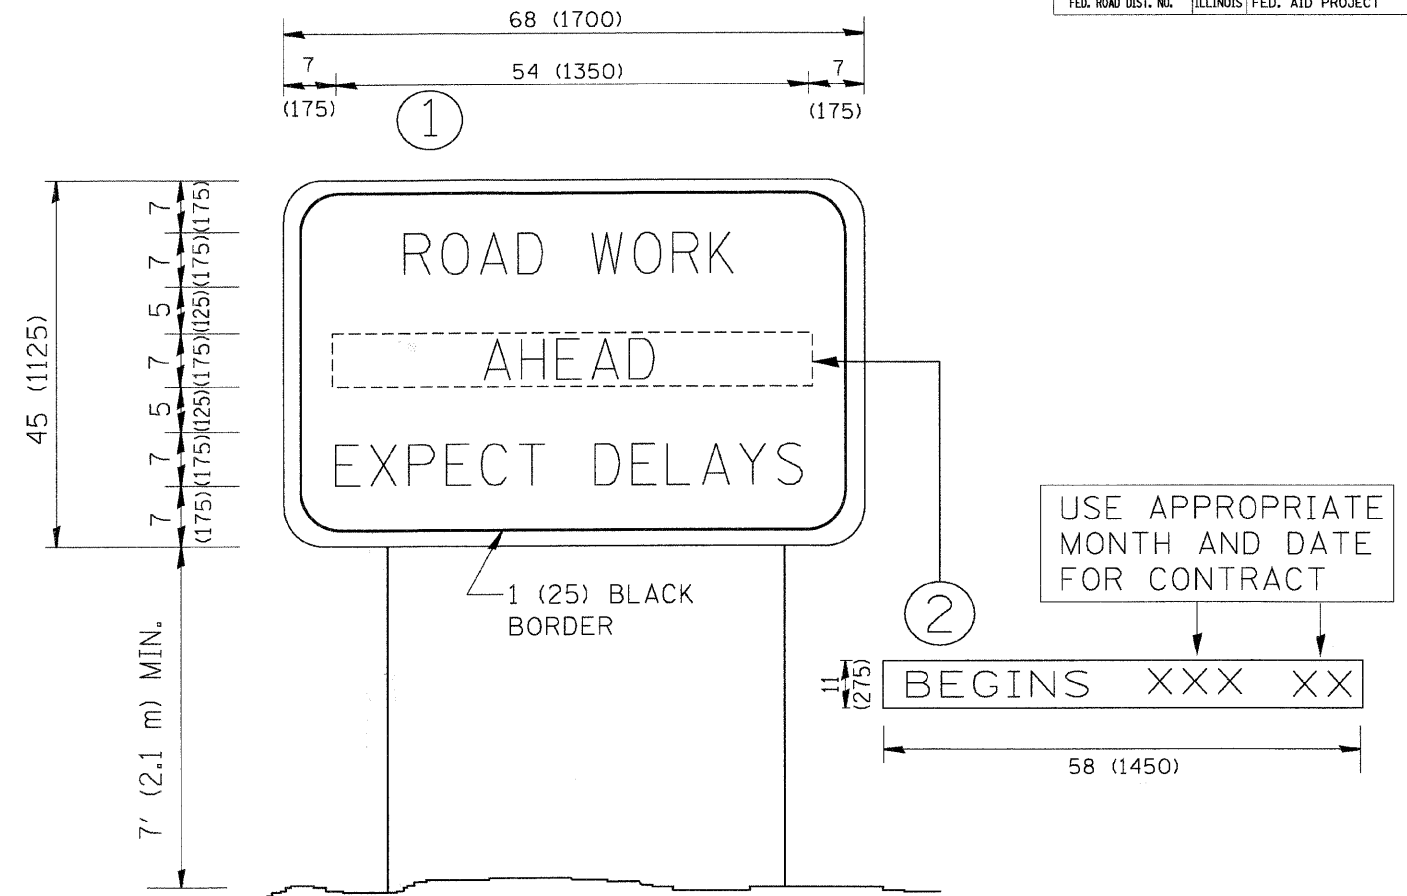 FED. ROAD DIST. NO. ILLINOIS FED. AID PROJECT
68 (1700)
7 54 (1350) 7
(175) (175)
1
45 (1125)
7 (175)
7 (175)
5 (125)
7 (175)
5 (125)
7 (175)
7 (175)
ROAD WORK
AHEAD
EXPECT DELAYS
1 (25) BLACK
BORDER
7' (2.1 m) MIN.
USE APPROPRIATE
MONTH AND DATE
FOR CONTRACT
2
11 (275)
BEGINS XXX XX
58 (1450)